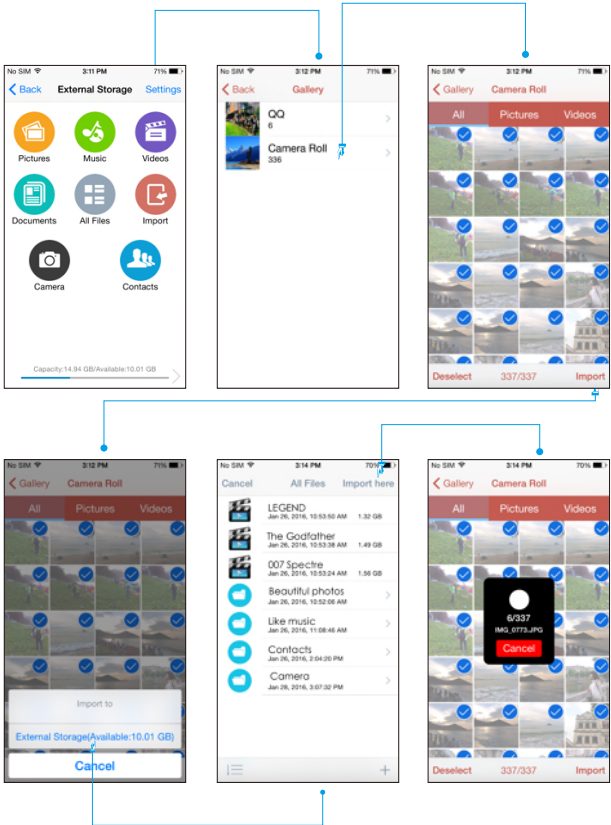 No SIM 3:11 PM 71%
Back External Storage Settings
Pictures Music Videos
Documents All Files Import
Camera Contacts
Capacity:14.94 GB/Available:10.01 GB
No SIM 3:12 PM 71%
Back Gallery
QQ
6
Camera Roll
336
No SIM 3:12 PM 71%
Gallery Camera Roll
All Pictures Videos
Deselect 337/337 Import
No SIM 3:12 PM 71%
Gallery Camera Roll
All Pictures Videos
Import to
External Storage(Available:10.01 GB)
Cancel
No SIM 3:14 PM 70%
Cancel All Files Import here
LEGEND
Jan 26, 2016, 10:53:50 AM 1.32 GB
The Godfather
Jan 26, 2016, 10:53:38 AM 1.49 GB
007 Spectre
Jan 26, 2016, 10:53:24 AM 1.56 GB
Beautiful photos
Jan 26, 2016, 10:52:06 AM
Like music
Jan 26, 2016, 11:08:46 AM
Contacts
Jan 26, 2016, 2:04:20 PM
Camera
Jan 28, 2016, 3:07:32 PM
No SIM 3:14 PM 70%
Gallery Camera Roll
All Pictures Videos
6/337
IMG_0773.JPG
Cancel
Deselect 337/337 Import